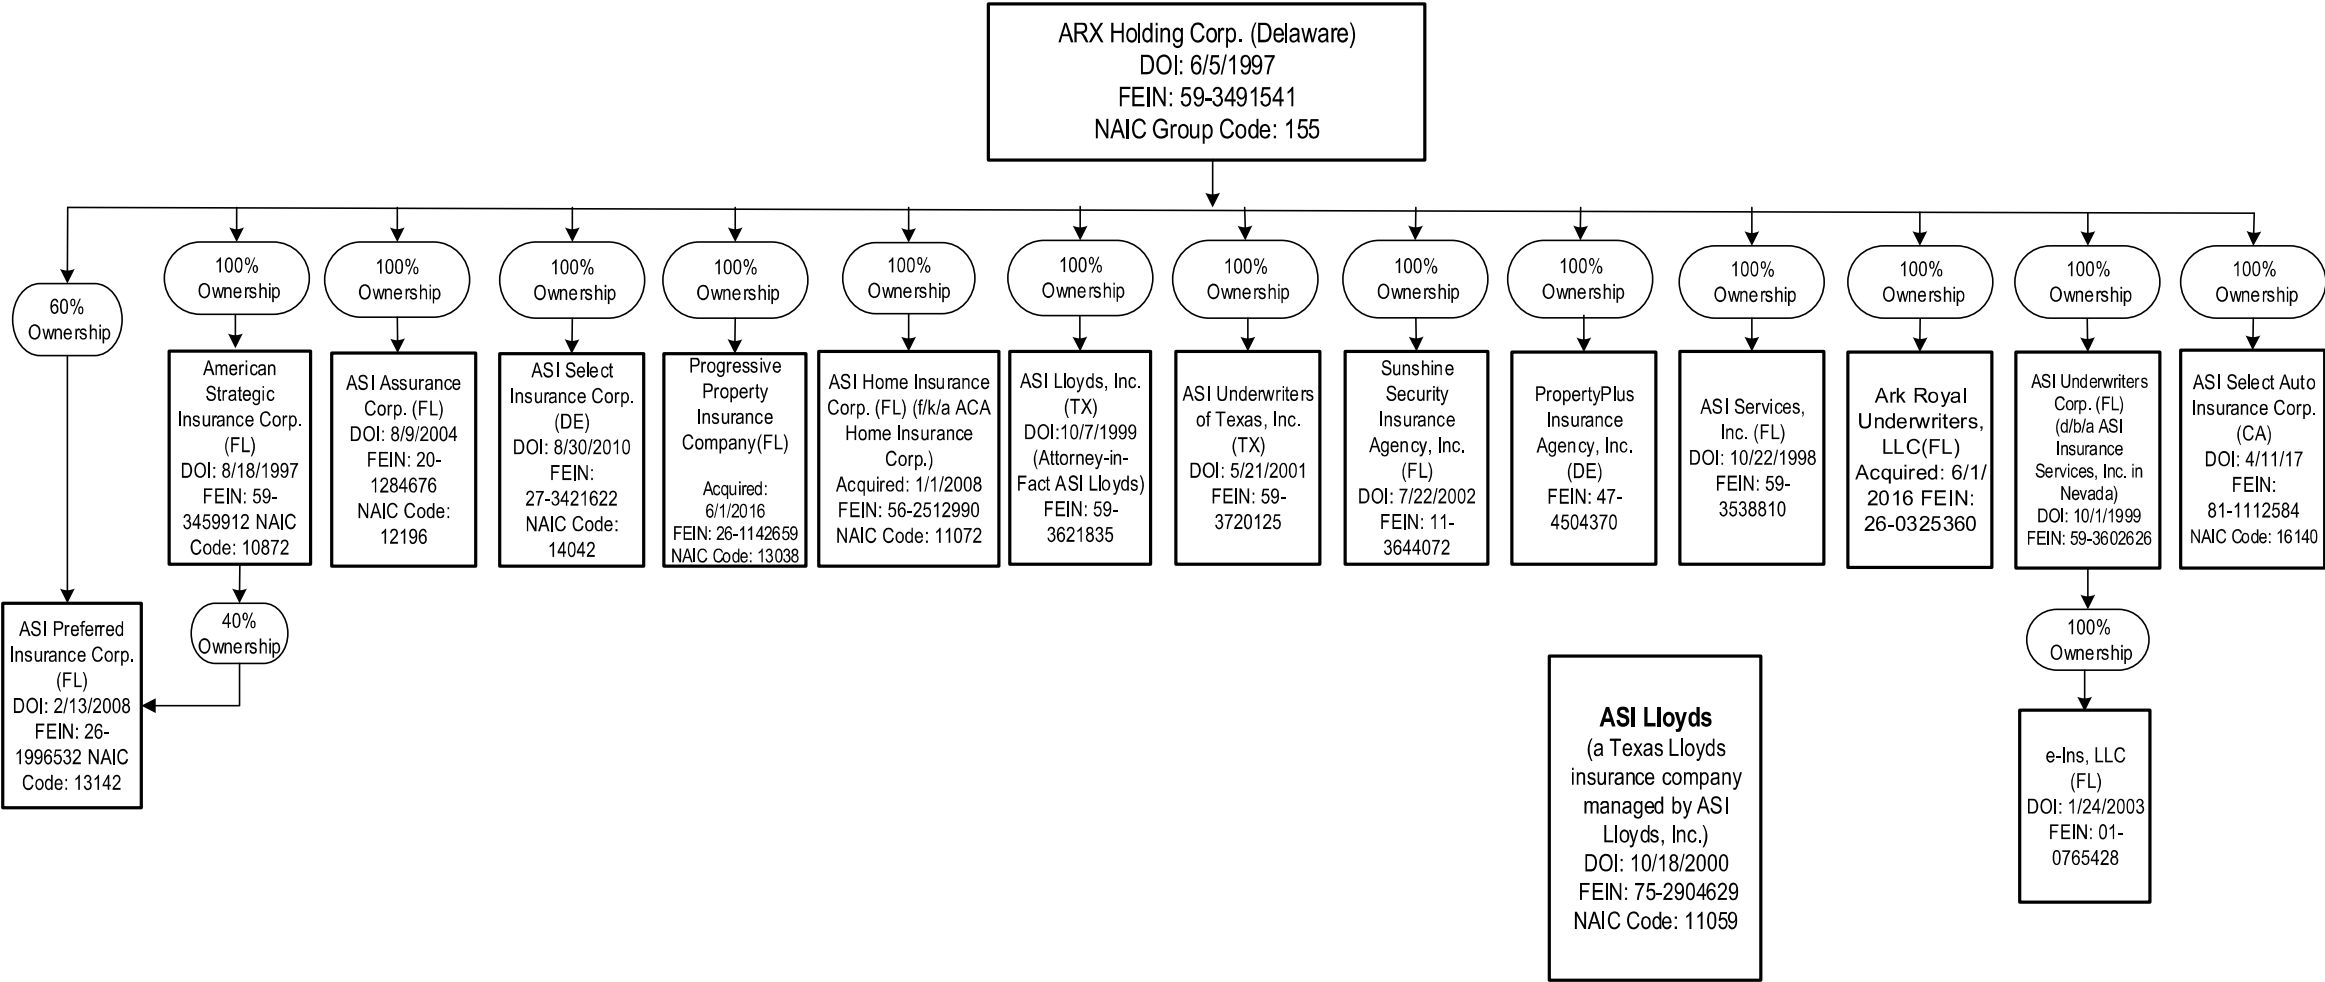 ARX Holding Corp. (Delaware)
DOI: 6/5/1997
FEIN: 59-3491541
NAIC Group Code: 155
60%
Ownership
100%
Ownership
100%
Ownership
100%
Ownership
100%
Ownership
100%
Ownership
100%
Ownership
100%
Ownership
100%
Ownership
100%
Ownership
100%
Ownership
100%
Ownership
100%
Ownership
100%
Ownership
American
Strategic
Insurance Corp.
(FL)
DOI: 8/18/1997
FEIN: 59-
3459912 NAIC
Code: 10872
ASI Assurance
Corp. (FL)
DOI: 8/9/2004
FEIN: 20-
1284676
NAIC Code:
12196
ASI Select
Insurance Corp.
(DE)
DOI: 8/30/2010
FEIN:
27-3421622
NAIC Code:
14042
Progressive
Property
Insurance
Company(FL)
Acquired:
6/1/2016
FEIN: 26-1142659
NAIC Code: 13038
ASI Home Insurance
Corp. (FL) (f/k/a ACA
Home Insurance
Corp.)
Acquired: 1/1/2008
FEIN: 56-2512990
NAIC Code: 11072
ASI Lloyds, Inc.
(TX)
DOI:10/7/1999
(Attorney-in-
Fact ASI Lloyds)
FEIN: 59-
3621835
ASI Underwriters
of Texas, Inc.
(TX)
DOI: 5/21/2001
FEIN: 59-
3720125
Sunshine
Security
Insurance
Agency, Inc.
(FL)
DOI: 7/22/2002
FEIN: 11-
3644072
PropertyPlus
Insurance
Agency, Inc.
(DE)
FEIN: 47-
4504370
ASI Services,
Inc. (FL)
DOI: 10/22/1998
FEIN: 59-
3538810
Ark Royal
Underwriters,
LLC(FL)
Acquired: 6/1/
2016 FEIN:
26-0325360
ASI Underwriters
Corp. (FL)
(d/b/a ASI
Insurance
Services, Inc. in
Nevada)
DOI: 10/1/1999
FEIN: 59-3602626
ASI Select Auto
Insurance Corp.
(CA)
DOI: 4/11/17
FEIN:
81-1112584
NAIC Code: 16140
ASI Preferred
Insurance Corp.
(FL)
DOI: 2/13/2008
FEIN: 26-
1996532 NAIC
Code: 13142
40%
Ownership
ASI Lloyds
(a Texas Lloyds
insurance company
managed by ASI
Lloyds, Inc.)
DOI: 10/18/2000
FEIN: 75-2904629
NAIC Code: 11059
100%
Ownership
e-Ins, LLC
(FL)
DOI: 1/24/2003
FEIN: 01-
0765428